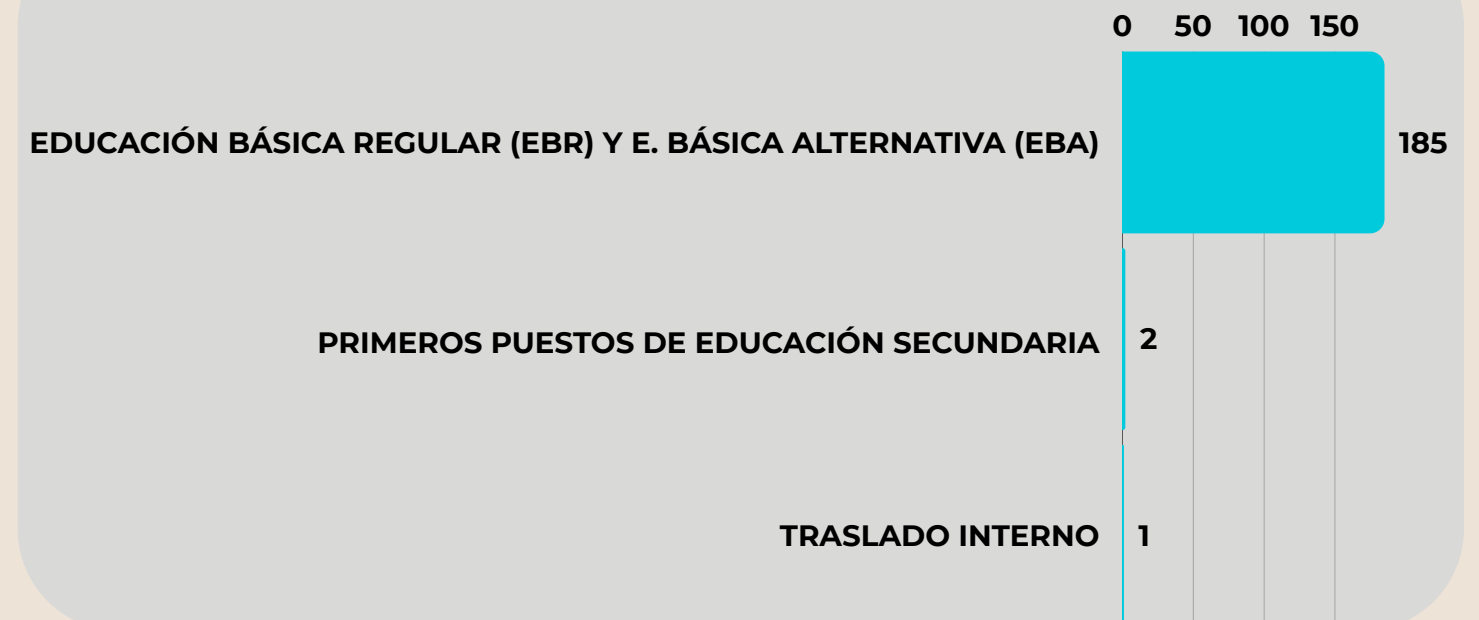 0 50 100 150
EDUCACIÓN BÁSICA REGULAR (EBR) Y E. BÁSICA ALTERNATIVA (EBA) 185
PRIMEROS PUESTOS DE EDUCACIÓN SECUNDARIA 2
TRASLADO INTERNO 1